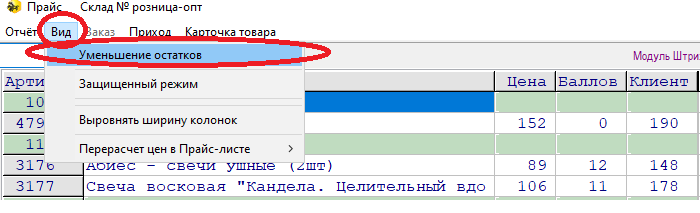 Прайс Склад № розница-опт
Отчёт Вид Заказ Приход Карточка товара
Уменьшение остатков
Модуль Штрих
Арти Цена Баллов Клиент
Защищенный режим
10
Выровнять ширину колонок
479 152 0 190
11
Перерасчет цен в Прайс-листе
3176 Абиес - свечи ушные (2шт) 89 12 148
3177 Свеча восковая "Кандела. Целительный вдо 106 11 178